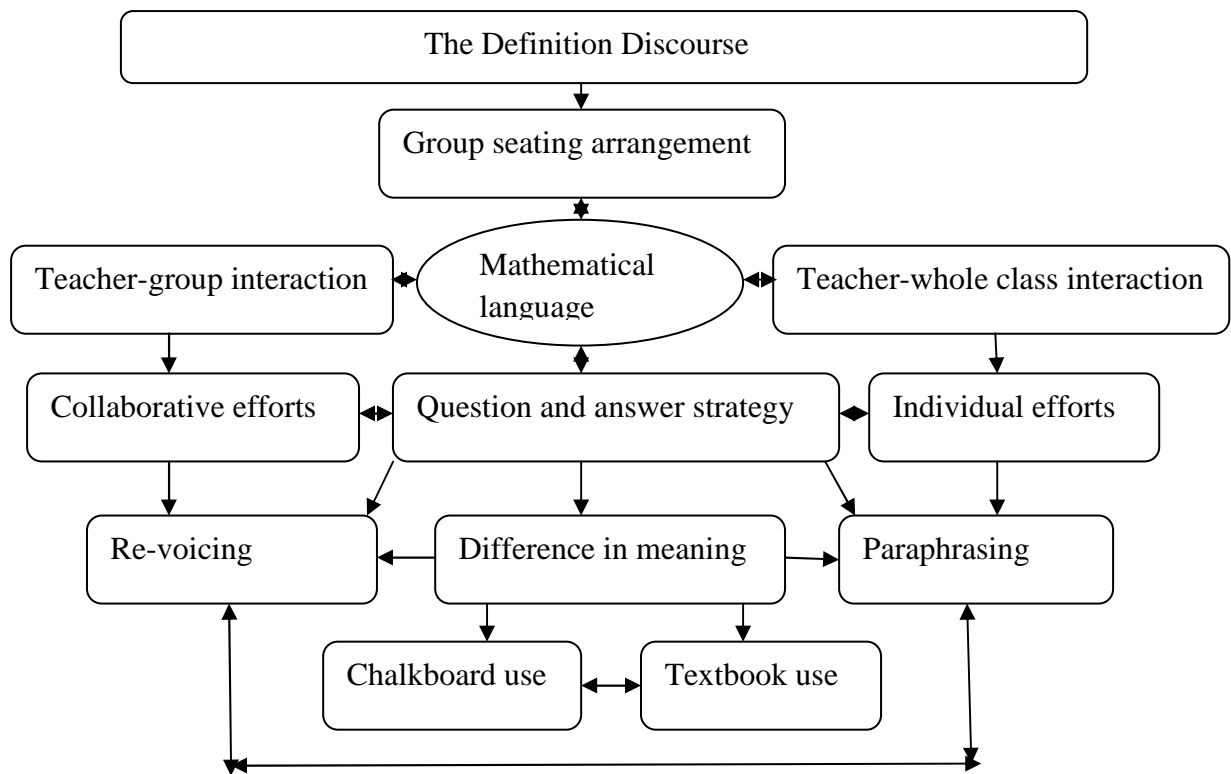 The Definition Discourse
Group seating arrangement
Teacher-group interaction
Mathematical
language
Teacher-whole class interaction
Collaborative efforts
Question and answer strategy
Individual efforts
Re-voicing
Difference in meaning
Paraphrasing
Chalkboard use
Textbook use